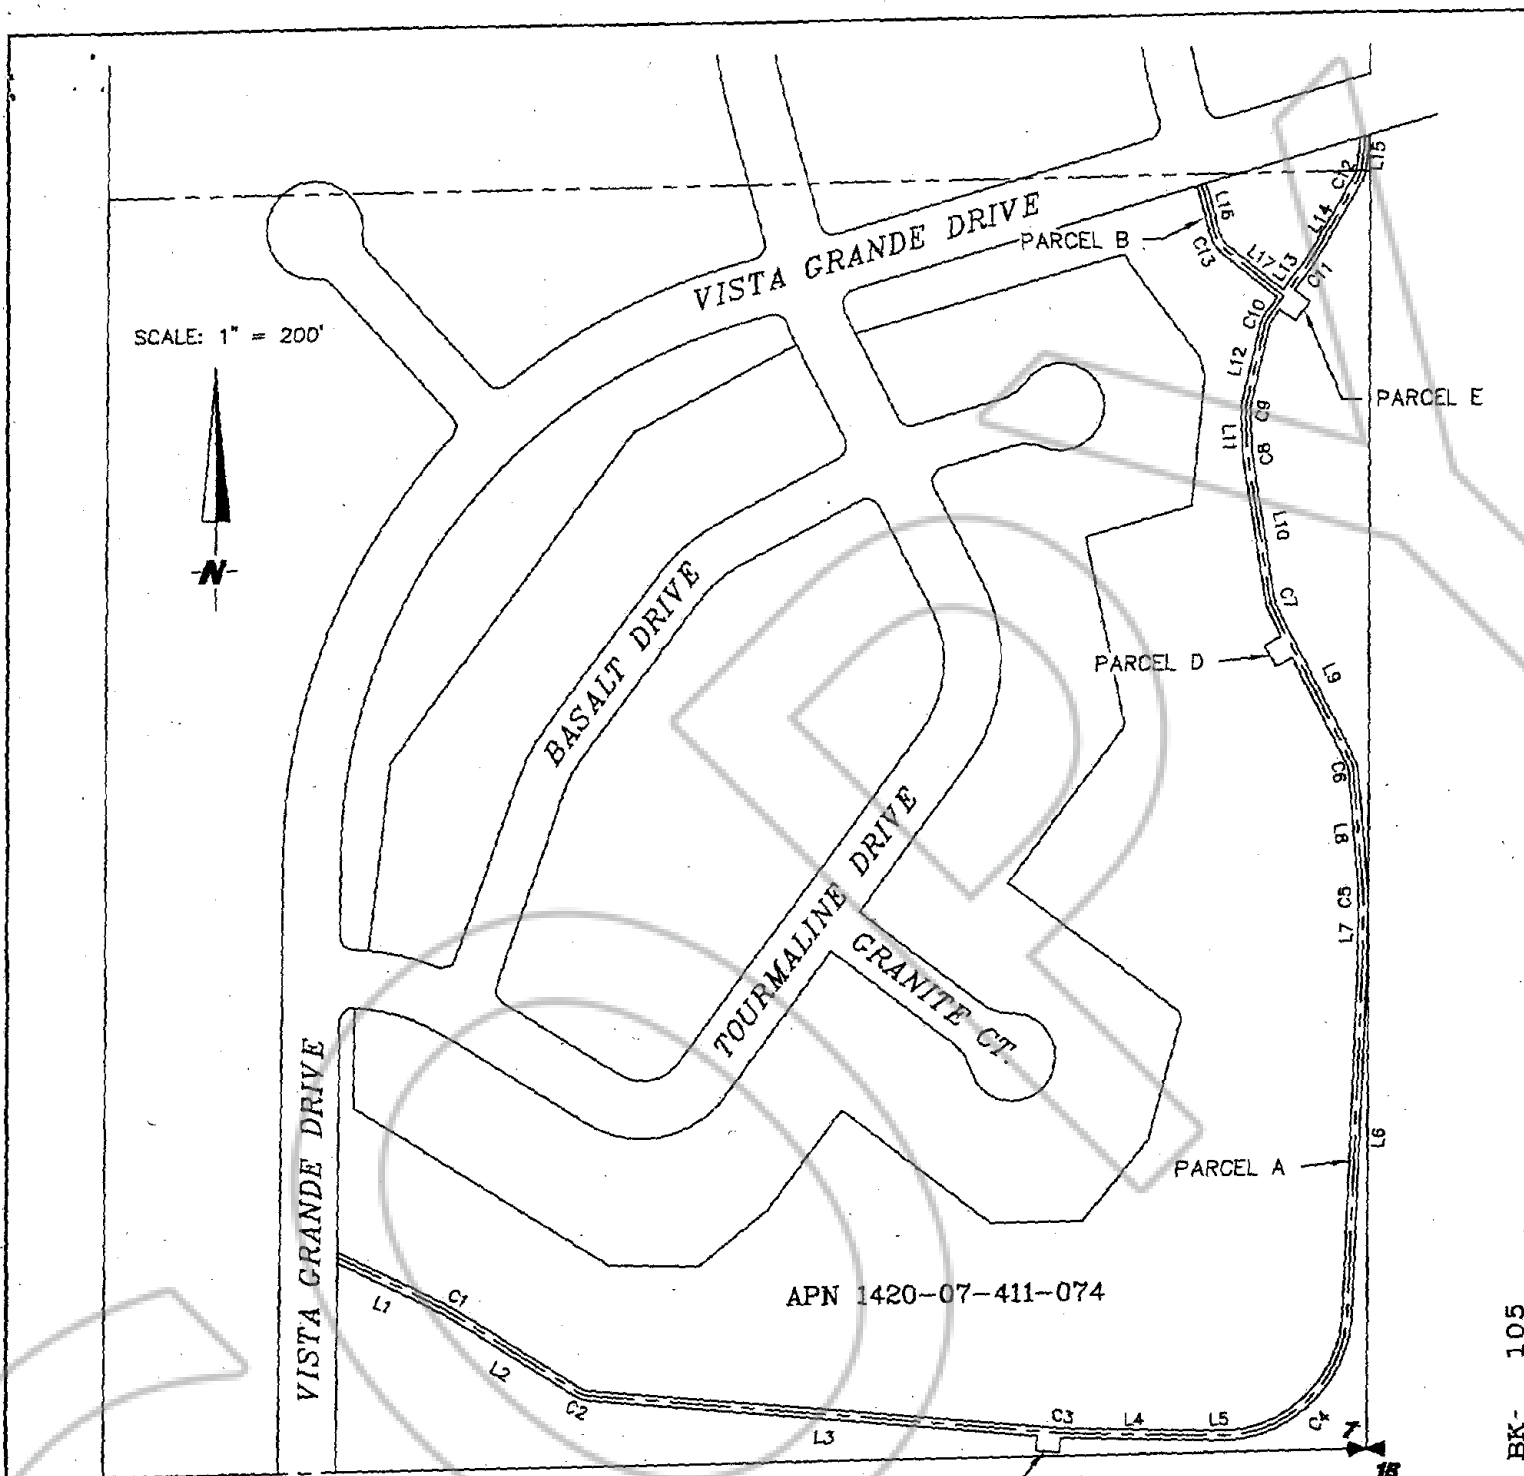 L15
C12
L16
VISTA GRANDE DRIVE
L14
PARCEL B
C13
L17
L13
C11
C10
SCALE: 1" = 200'
L12
PARCEL E
C9
L11
C8
L10
N
C7
BASALT DRIVE
PARCEL D
L9
C6
L8
TOURMALINE DRIVE
C5
L7
GRANITE CT.
VISTA GRANDE DRIVE
L6
PARCEL A
APN 1420-07-411-074
L1
C1
L2
C2
L3
C3
L4
L5
C4
7
18
BK- 105